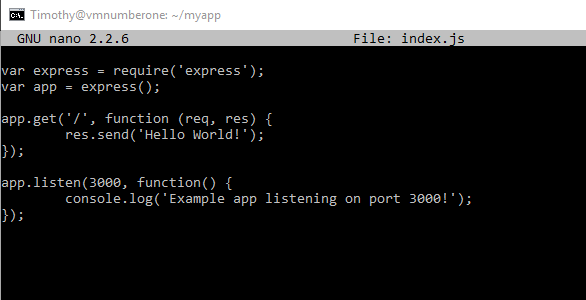 C:\.
Timothy@vmnumberone: ~/myapp
GNU nano 2.2.6 File: index.js
var express = require('express');
var app = express();
app.get('/', function (req, res) {
res.send('Hello World!');
});
app.listen(3000, function() {
console.log('Example app listening on port 3000!');
});